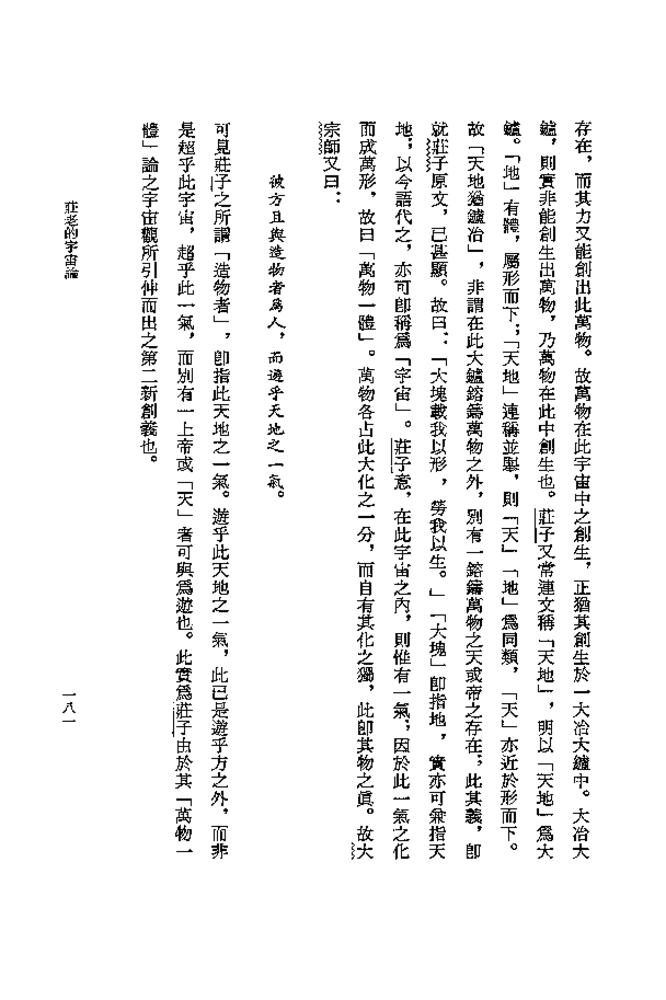 存在，而其力又能創出此萬物。故萬物在此宇宙中之創生，正猶其創生於一大冶大鑪中。大冶大
鑪，則實非能創生出萬物，乃萬物在此中創生也。莊子又常連文稱「天地」，明以「天地」爲大
鑪。「地」有體，屬形而下；「天地」連稱並舉，則「天」「地」爲同類，「天」亦近於形而下。
故「天地猶鑪冶」，非謂在此大鑪鎔鑄萬物之外，別有一鎔鑄萬物之天或帝之存在；此其義，卽
就莊子原文，已甚顯。故曰：「大塊載我以形，勞我以生。」「大塊」卽指地，實亦可兼指天
地；以今語代之，亦可卽稱爲「宇宙」。莊子意，在此宇宙之內，則惟有一氣；因於此一氣之化
而成萬形，故曰「萬物一體」。萬物各占此大化之一分，而自有其化之獨，此卽其物之眞。故大
宗師又曰：
彼方且與造物者爲人，而遊乎天地之一氣。
可見莊子之所謂「造物者」，卽指此天地之一氣。遊乎此天地之一氣，此已是遊乎方之外，而非
是超乎此宇宙，超乎此一氣，而別有一上帝或「天」者可與爲遊也。此實爲莊子由於其「萬物一
體」論之宇宙觀所引伸而出之第二新創義也。
莊老的宇宙論
一八一